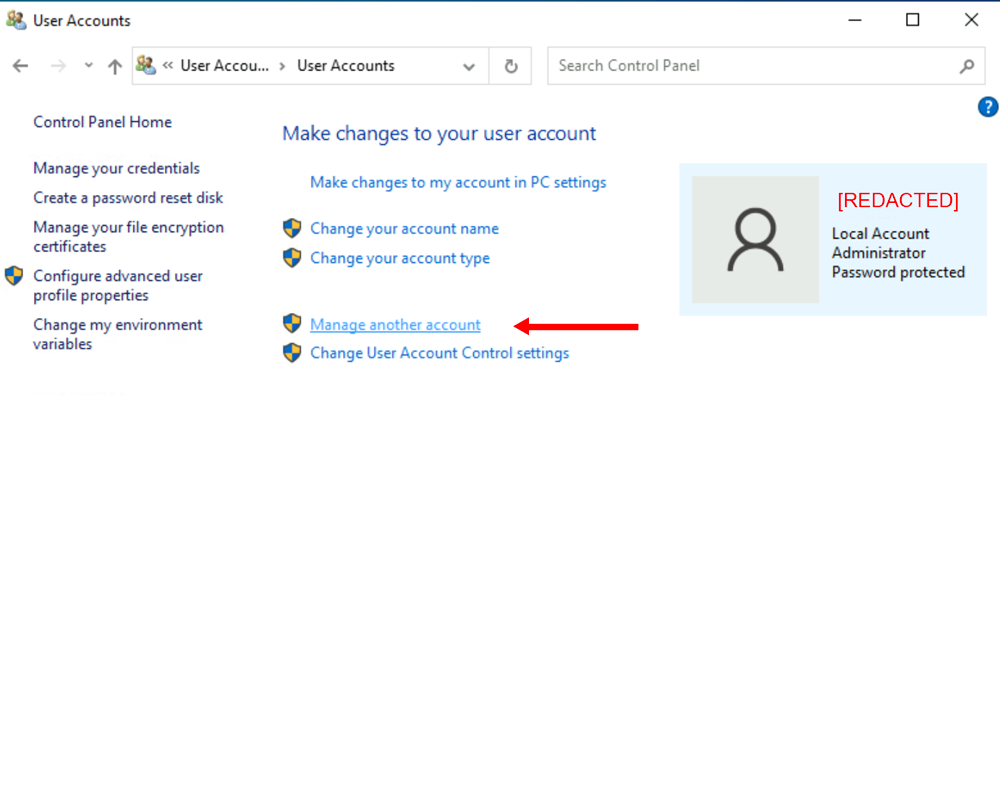 User Accounts
« User Accou... › User Accounts
Search Control Panel
?
Control Panel Home
Manage your credentials
Create a password reset disk
Manage your file encryption
certificates
Configure advanced user
profile properties
Change my environment
variables
Make changes to your user account
Make changes to my account in PC settings
Change your account name
Change your account type
Manage another account
Change User Account Control settings
[REDACTED]
Local Account
Administrator
Password protected